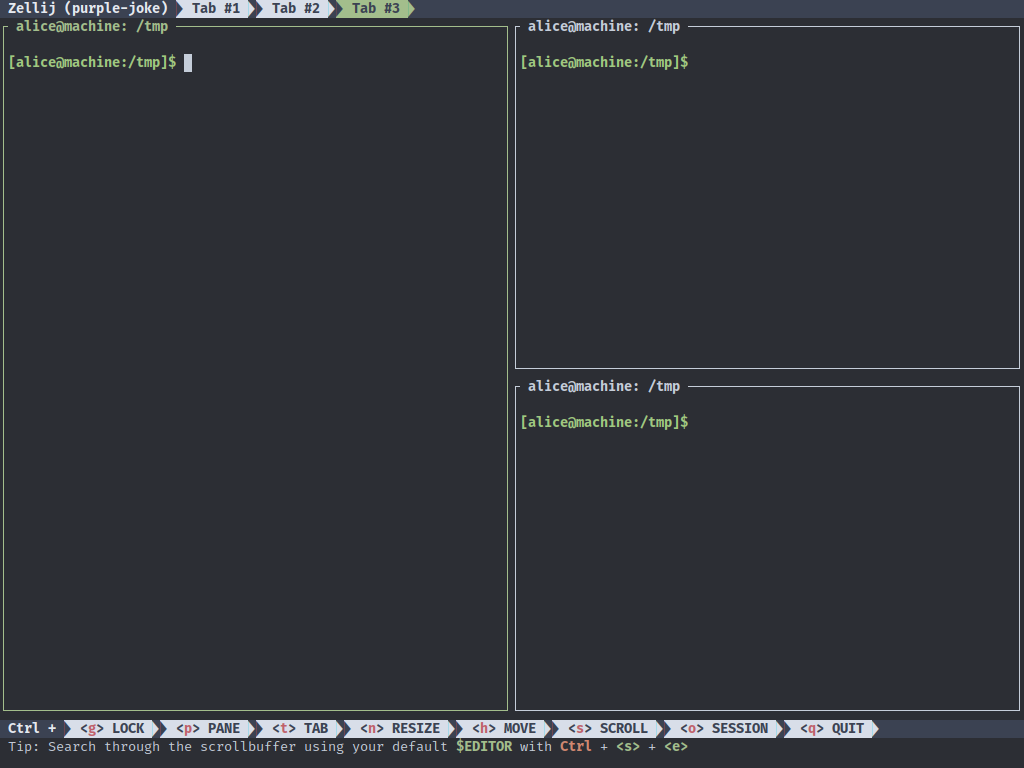 Zellij (purple-joke) Tab #1 Tab #2 Tab #3
alice@machine: /tmp
[alice@machine:/tmp]$
alice@machine: /tmp
[alice@machine:/tmp]$
alice@machine: /tmp
[alice@machine:/tmp]$
Ctrl + <g> LOCK <p> PANE <t> TAB <n> RESIZE <h> MOVE <s> SCROLL <o> SESSION <q> QUIT
Tip: Search through the scrollbuffer using your default $EDITOR with Ctrl + <s> + <e>